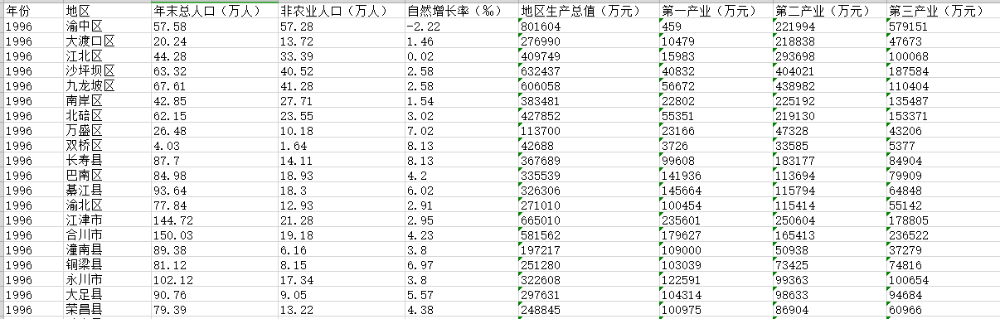 年份 地区 年末总人口（万人） 非农业人口（万人） 自然增长率（‰） 地区生产总值（万元） 第一产业（万元） 第二产业（万元） 第三产业（万元）
1996 渝中区 57.58 57.28 -2.22 801604 459 221994 579151
1996 大渡口区 20.24 13.72 1.46 276990 10479 218838 47673
1996 江北区 44.28 33.39 0.02 409749 15983 293698 100068
1996 沙坪坝区 63.32 40.52 2.58 632437 40832 404021 187584
1996 九龙坡区 67.61 41.28 2.58 606058 56672 438982 110404
1996 南岸区 42.85 27.71 1.54 383481 22802 225192 135487
1996 北碚区 62.15 23.55 3.02 427852 55351 219130 153371
1996 万盛区 26.48 10.18 7.02 113700 23166 47328 43206
1996 双桥区 4.03 1.64 8.13 42688 3726 33585 5377
1996 长寿县 87.7 14.11 8.13 367689 99608 183177 84904
1996 巴南区 84.98 18.93 4.2 335539 141936 113694 79909
1996 綦江县 93.64 18.3 6.02 326306 145664 115794 64848
1996 渝北区 77.84 12.93 2.91 271010 100454 115414 55142
1996 江津市 144.72 21.28 2.95 665010 235601 250604 178805
1996 合川市 150.03 19.18 4.23 581562 179627 165413 236522
1996 潼南县 89.38 6.16 3.8 197217 109000 50938 37279
1996 铜梁县 81.12 8.15 6.97 251280 103039 73425 74816
1996 永川市 102.12 17.34 3.8 322608 122591 99363 100654
1996 大足县 90.76 9.05 5.57 297631 104314 98633 94684
1996 荣昌县 79.39 13.22 4.38 248845 100975 86904 60966